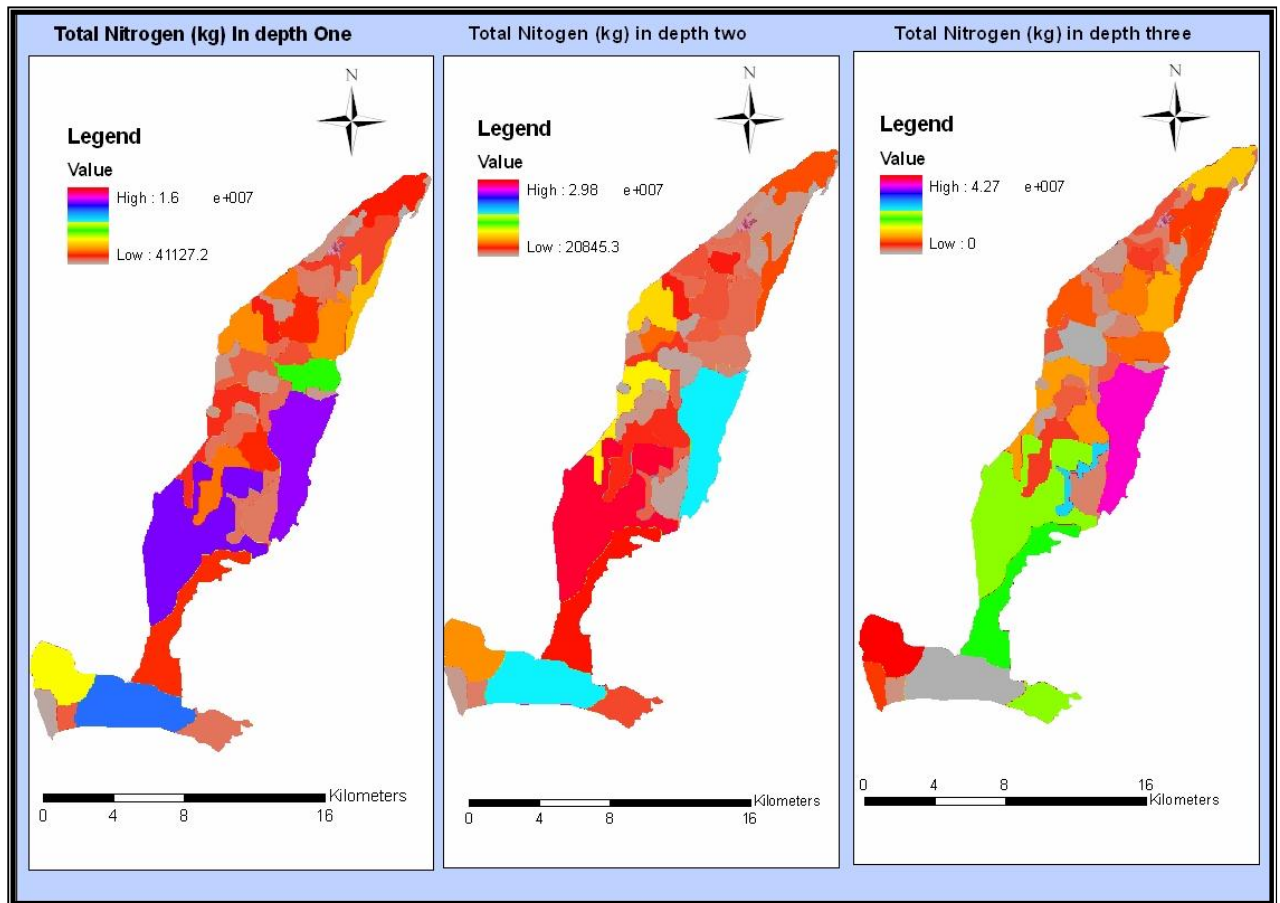 Total Nitrogen (kg) In depth One
N
Legend
Value
High : 1.6 e+007
Low : 41127.2
Kilometers
0 4 8 16
Total Nitogen (kg) in depth two
N
Legend
Value
High : 2.98 e+007
Low : 20845.3
Kilometers
0 4 8 16
Total Nitrogen (kg) in depth three
N
Legend
Value
High : 4.27 e+007
Low : 0
0 4 8 16
Kilometers